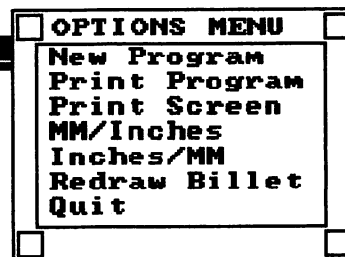 OPTIONS MENU
New Program
Print Program
Print Screen
MM/Inches
Inches/MM
Redraw Billet
Quit